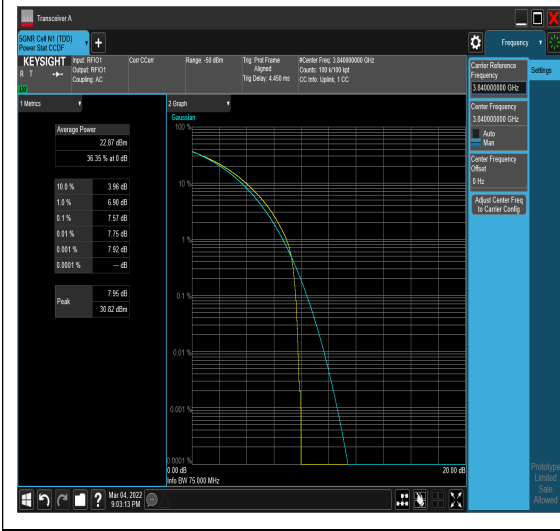 Transceiver A
5GNR Cell N1 (TDD)
Power Stat CCDF
Frequency
KEYSIGHT
R T
LXI
Input: RFIO1
Output: RFIO1
Coupling: AC
Corr CCorr
Range: -50 dBm
Trig: Prot Frame
Aligned
Trig Delay: 4.450 ms
#Center Freq: 3.840000000 GHz
Counts: 100 k/100 kpt
CC Info: Uplink, 1 CC
1 Metrics
Average Power
22.87 dBm
36.35 % at 0 dB
10.0 % 3.96 dB
1.0 % 6.90 dB
0.1 % 7.57 dB
0.01 % 7.75 dB
0.001 % 7.92 dB
0.0001 % --- dB
Peak
7.95 dB
30.82 dBm
2 Graph
Gaussian
100 %
10 %
1 %
0.1 %
0.01 %
0.001 %
0.0001 %
0.00 dB
20.00 dB
Info BW 75.000 MHz
Carrier Reference
Frequency
3.840000000 GHz
Center Frequency
3.840000000 GHz
Auto
Man
Center Frequency
Offset
0 Hz
Adjust Center Freq
to Carrier Config
Settings
Prototype
Limited
Sale
Allowed
?
Mar 04, 2022
9:03:13 PM